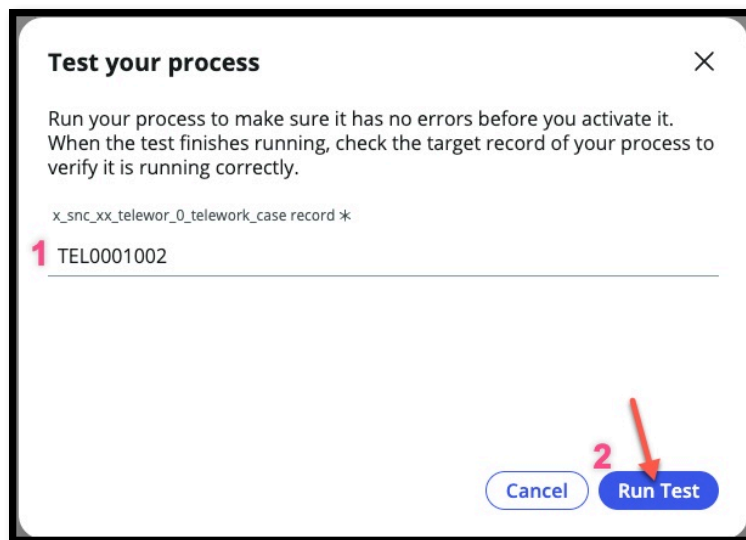 Test your process
Run your process to make sure it has no errors before you activate it.
When the test finishes running, check the target record of your process to
verify it is running correctly.
x_snc_xx_telewor_0_telework_case record *
1 TEL0001002
2
Cancel Run Test